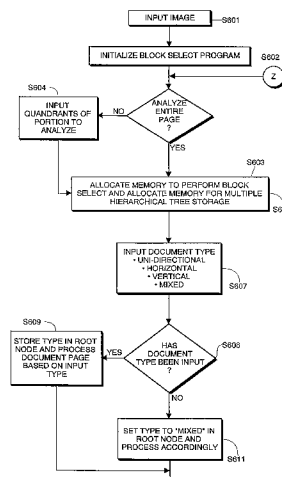 INPUT IMAGE
S601
INITIALIZE BLOCK SELECT PROGRAM
S602
Z
S604
INPUT
QUADRANTS OF
PORTION TO
ANALYZE
NO
ANALYZE
ENTIRE
PAGE
?
YES
S603
ALLOCATE MEMORY TO PERFORM BLOCK
SELECT AND ALLOCATE MEMORY FOR MULTIPLE
HIERARCHICAL TREE STORAGE
INPUT DOCUMENT TYPE
• UNI-DIRECTIONAL
• HORIZONTAL
• VERTICAL
• MIXED
S607
S609
STORE TYPE IN ROOT
NODE AND PROCESS
DOCUMENT PAGE
BASED ON INPUT
TYPE
YES
HAS
DOCUMENT
TYPE BEEN INPUT
?
S608
NO
SET TYPE TO "MIXED" IN
ROOT NODE AND
PROCESS ACCORDINGLY
S611